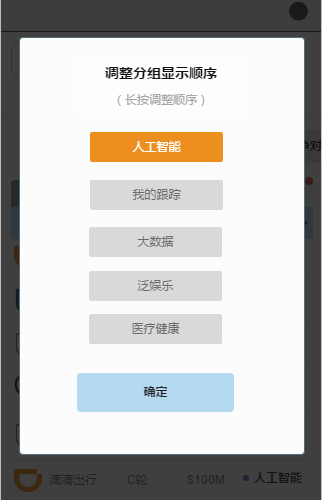 调整分组显示顺序
（长按调整顺序）
人工智能
我的跟踪
大数据
泛娱乐
医疗健康
确定
滴滴出行 C轮 $100M 人工智能